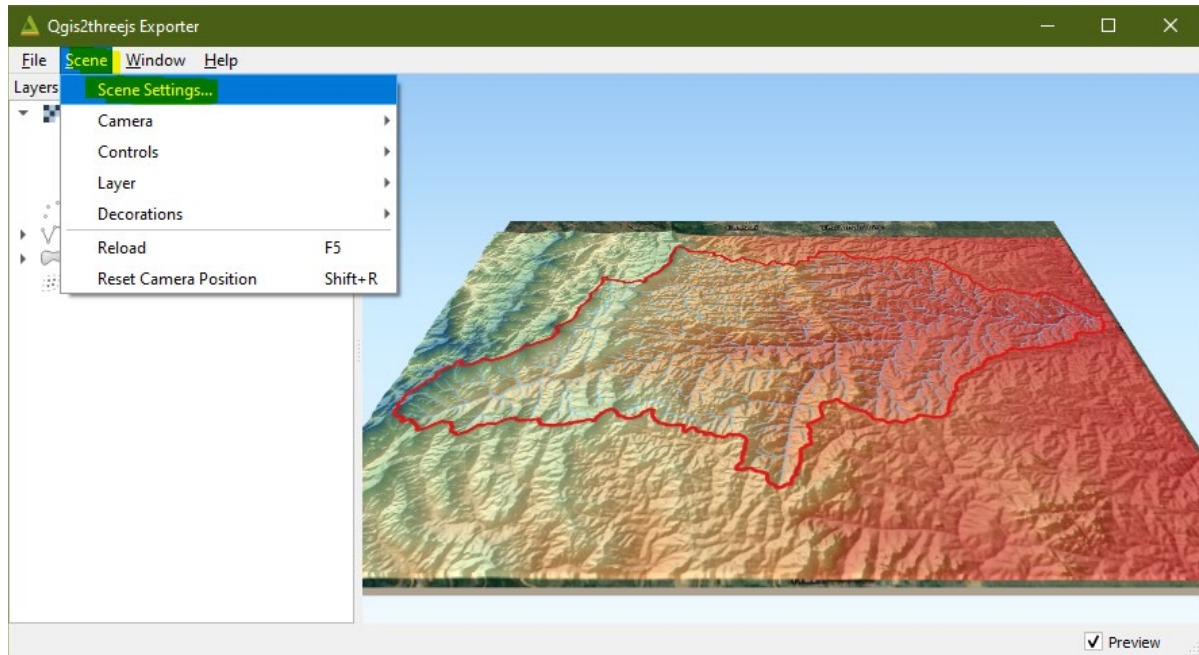 Qgis2threejs Exporter
File Scene Window Help
Layers
Scene Settings...
Camera
Controls
Layer
Decorations
Reload F5
Reset Camera Position Shift+R
Preview